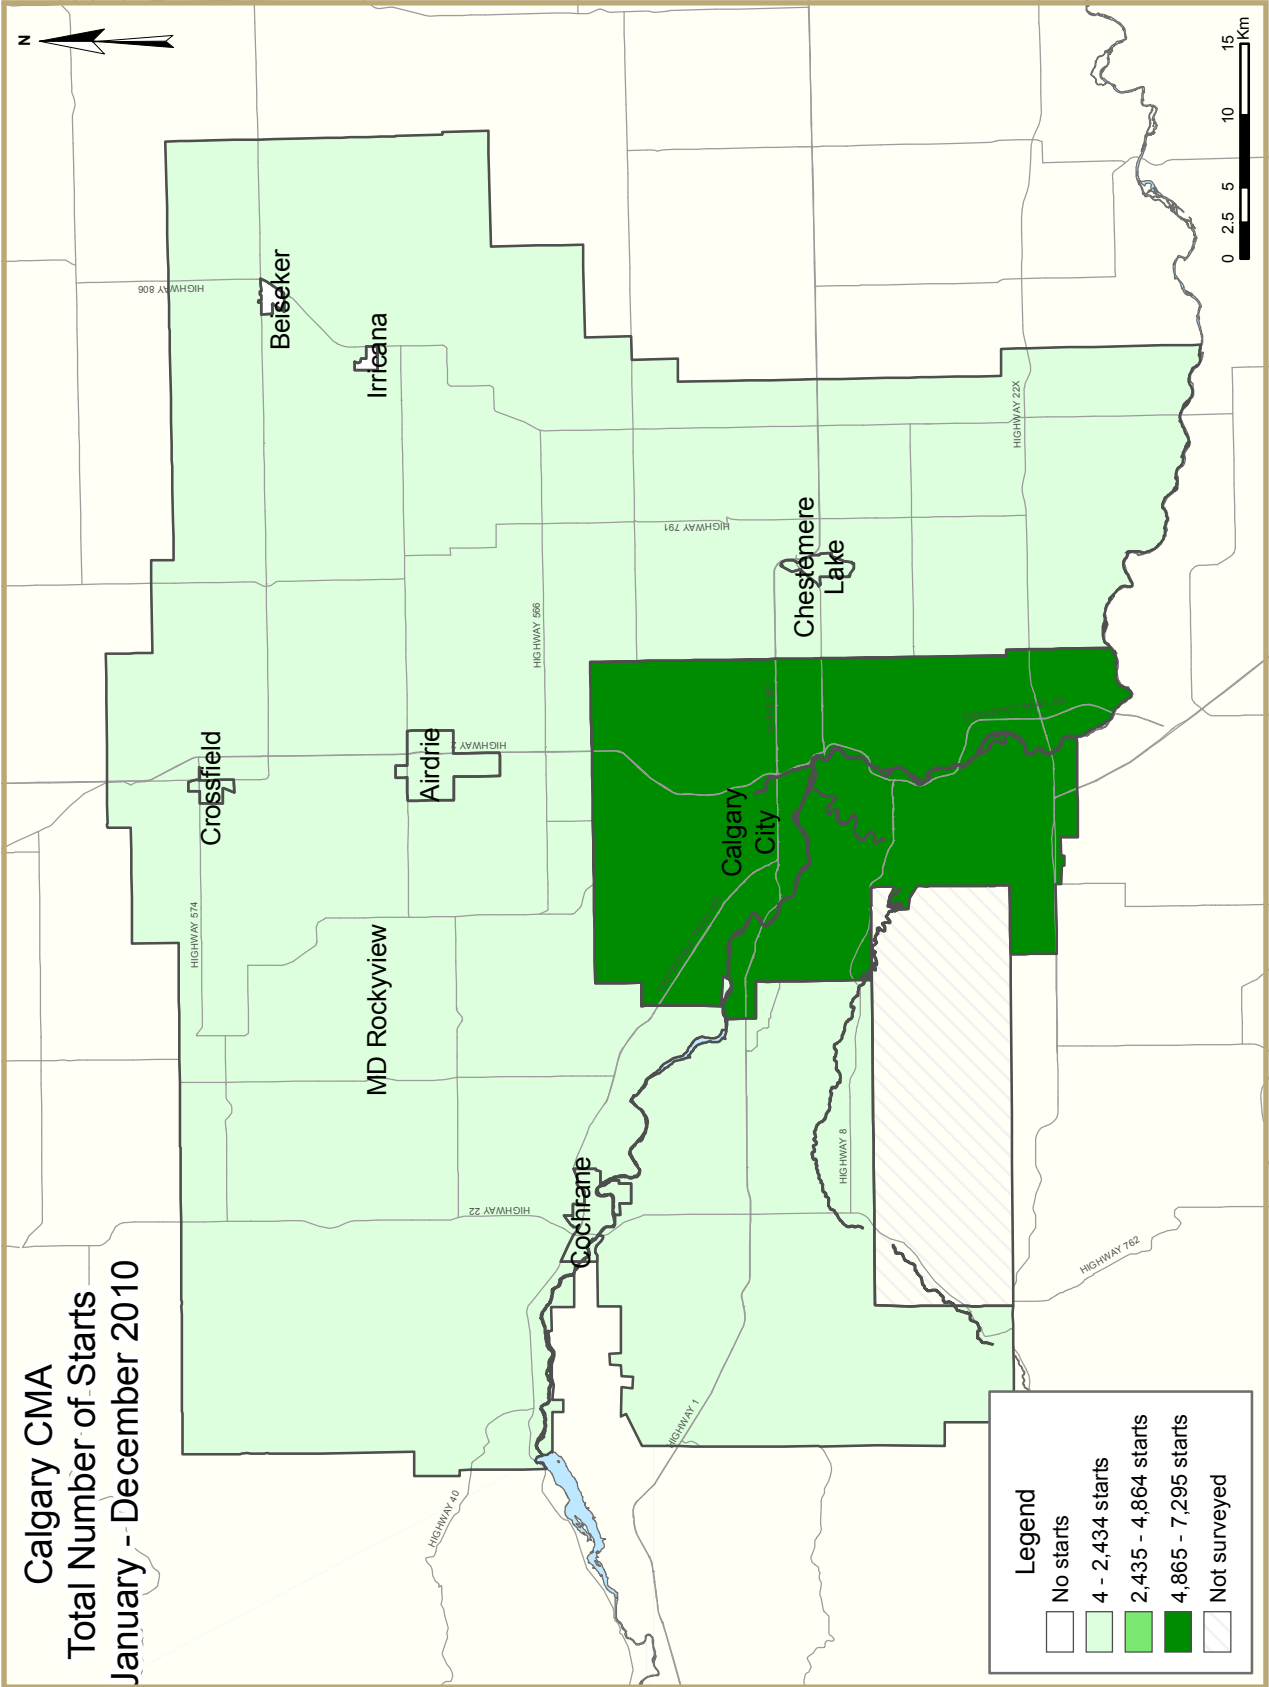 Calgary CMA
Total Number of Starts
January - December 2010
N
HIGHWAY 806
Beiseker
Irricana
Crossfield
HIGHWAY 574
Airdrie
HIGHWAY 2
HIGHWAY 566
HIGHWAY 791
HIGHWAY 22X
MD Rockyview
Chestemere
Lake
Calgary
City
Cochrane
HIGHWAY 22
HIGHWAY 8
HIGHWAY 1
HIGHWAY 40
HIGHWAY 762
Legend
No starts
4 - 2,434 starts
2,435 - 4,864 starts
4,865 - 7,295 starts
Not surveyed
0 2.5 5 10 15
Km